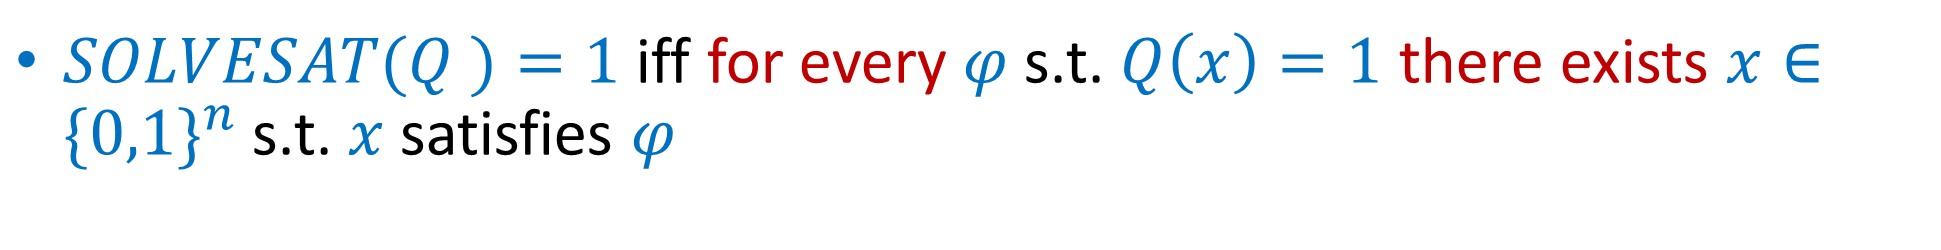 • SOLVESAT(Q ) = 1 iff for every φ s.t. Q(x) = 1 there exists x ∈
{0,1}ⁿ s.t. x satisfies φ